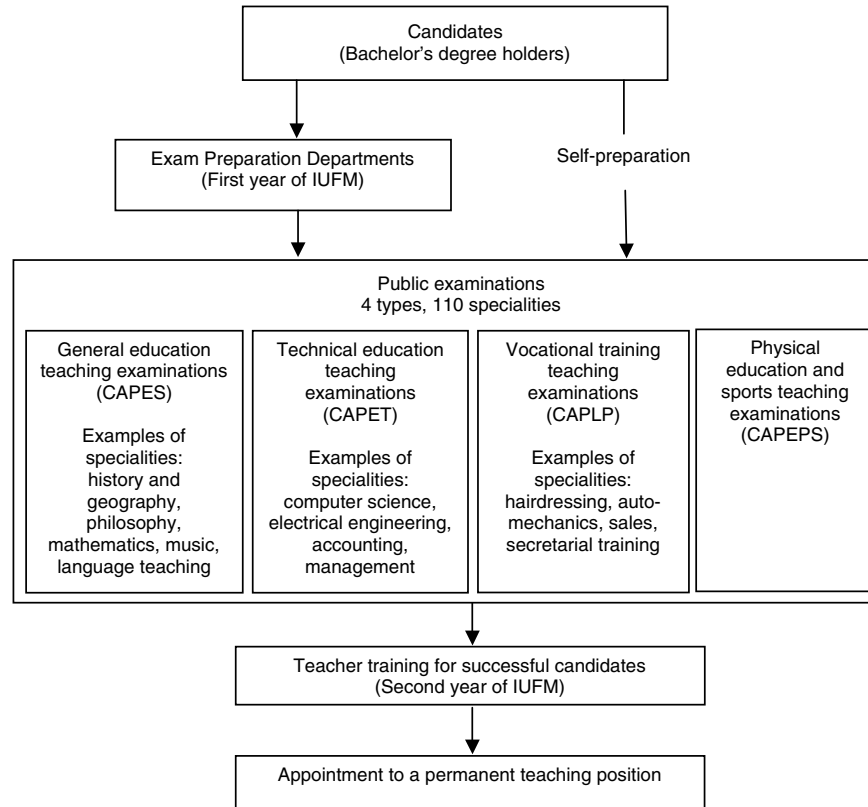 Candidates
(Bachelor's degree holders)
Exam Preparation Departments
(First year of IUFM)
Self-preparation
Public examinations
4 types, 110 specialities
General education
teaching examinations
(CAPES)
Examples of
specialities:
history and
geography,
philosophy,
mathematics, music,
language teaching
Technical education
teaching
examinations
(CAPET)
Examples of
specialities:
computer science,
electrical engineering,
accounting,
management
Vocational training
teaching
examinations
(CAPLP)
Examples of
specialities:
hairdressing, auto-
mechanics, sales,
secretarial training
Physical
education and
sports teaching
examinations
(CAPEPS)
Teacher training for successful candidates
(Second year of IUFM)
Appointment to a permanent teaching position